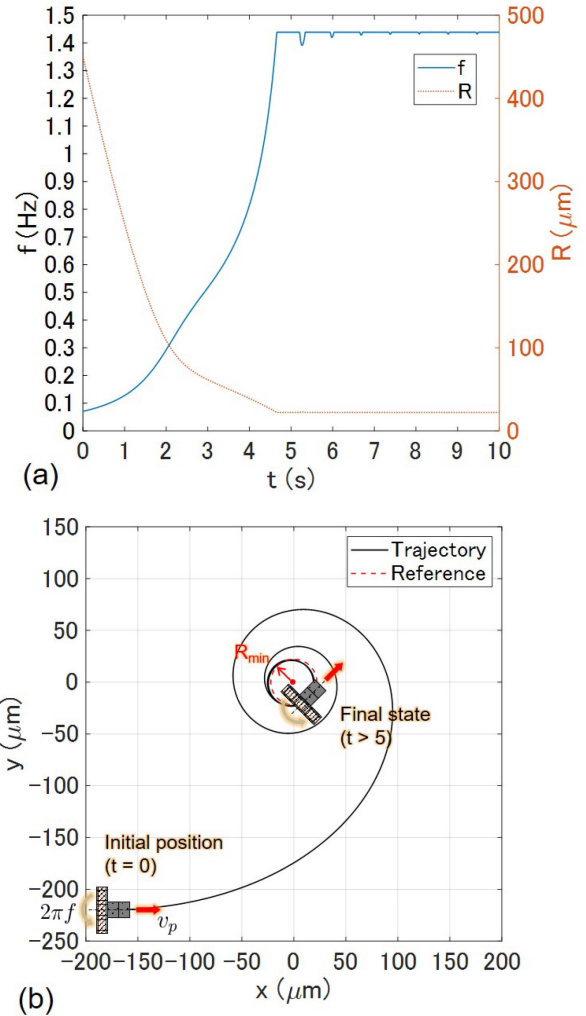 1.5
1.4
1.3
1.2
1.1
1
0.9
0.8
0.7
0.6
0.5
0.4
0.3
0.2
0.1
0
f (Hz)
500
400
300
200
100
0
R (μm)
f
R
0 1 2 3 4 5 6 7 8 9 10
t (s)
(a)
150
100
50
0
−50
−100
−150
−200
−250
y (μm)
Trajectory
Reference
R_min
Final state
(t > 5)
Initial position
(t = 0)
2πf
v_p
−200 −150 −100 −50 0 50 100 150 200
x (μm)
(b)